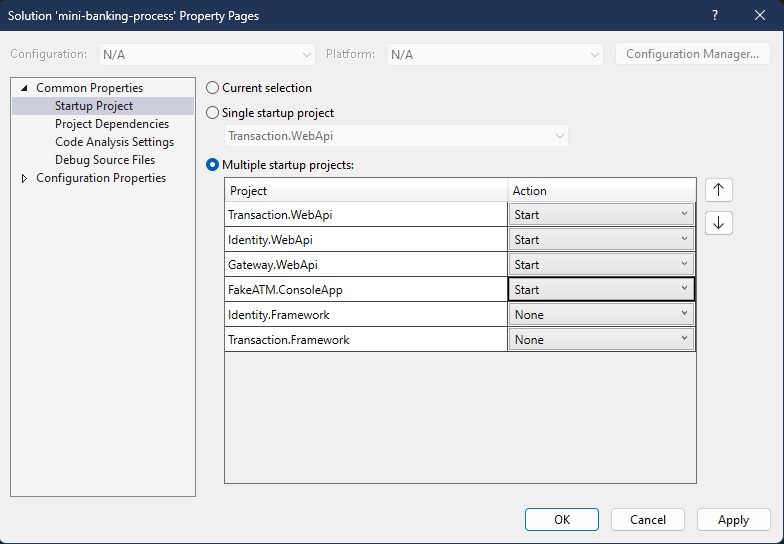 Solution 'mini-banking-process' Property Pages ?
Configuration: N/A Platform: N/A Configuration Manager...
Common Properties
Startup Project
Project Dependencies
Code Analysis Settings
Debug Source Files
Configuration Properties
Current selection
Single startup project
Transaction.WebApi
Multiple startup projects:
Project Action
Transaction.WebApi Start
Identity.WebApi Start
Gateway.WebApi Start
FakeATM.ConsoleApp Start
Identity.Framework None
Transaction.Framework None
OK Cancel Apply